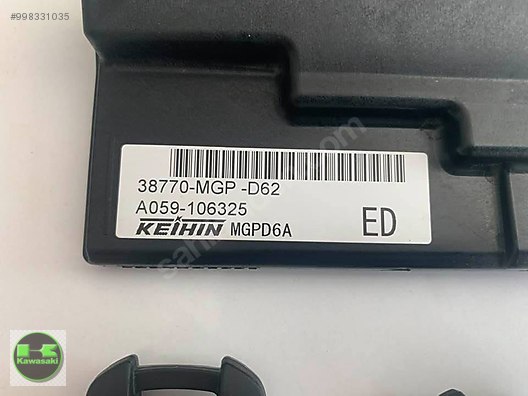 #998331035
38770-MGP -D62
A059-106325
KEIHIN MGPD6A
ED
K
Kawasaki